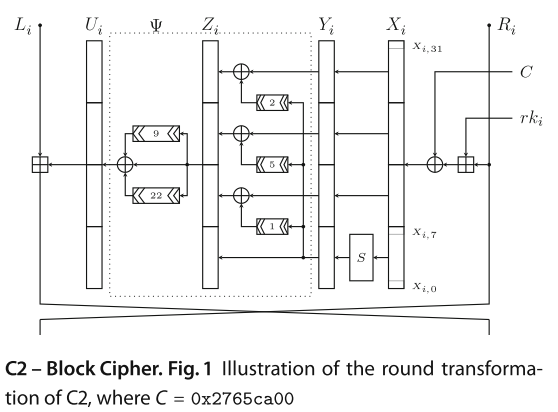 L_i U_i Ψ Z_i Y_i X_i R_i
X_{i,31}
C
2
rk_i
9
5
22
1
X_{i,7}
S
X_{i,0}
C2 – Block Cipher. Fig. 1 Illustration of the round transforma-
tion of C2, where C = 0x2765ca00